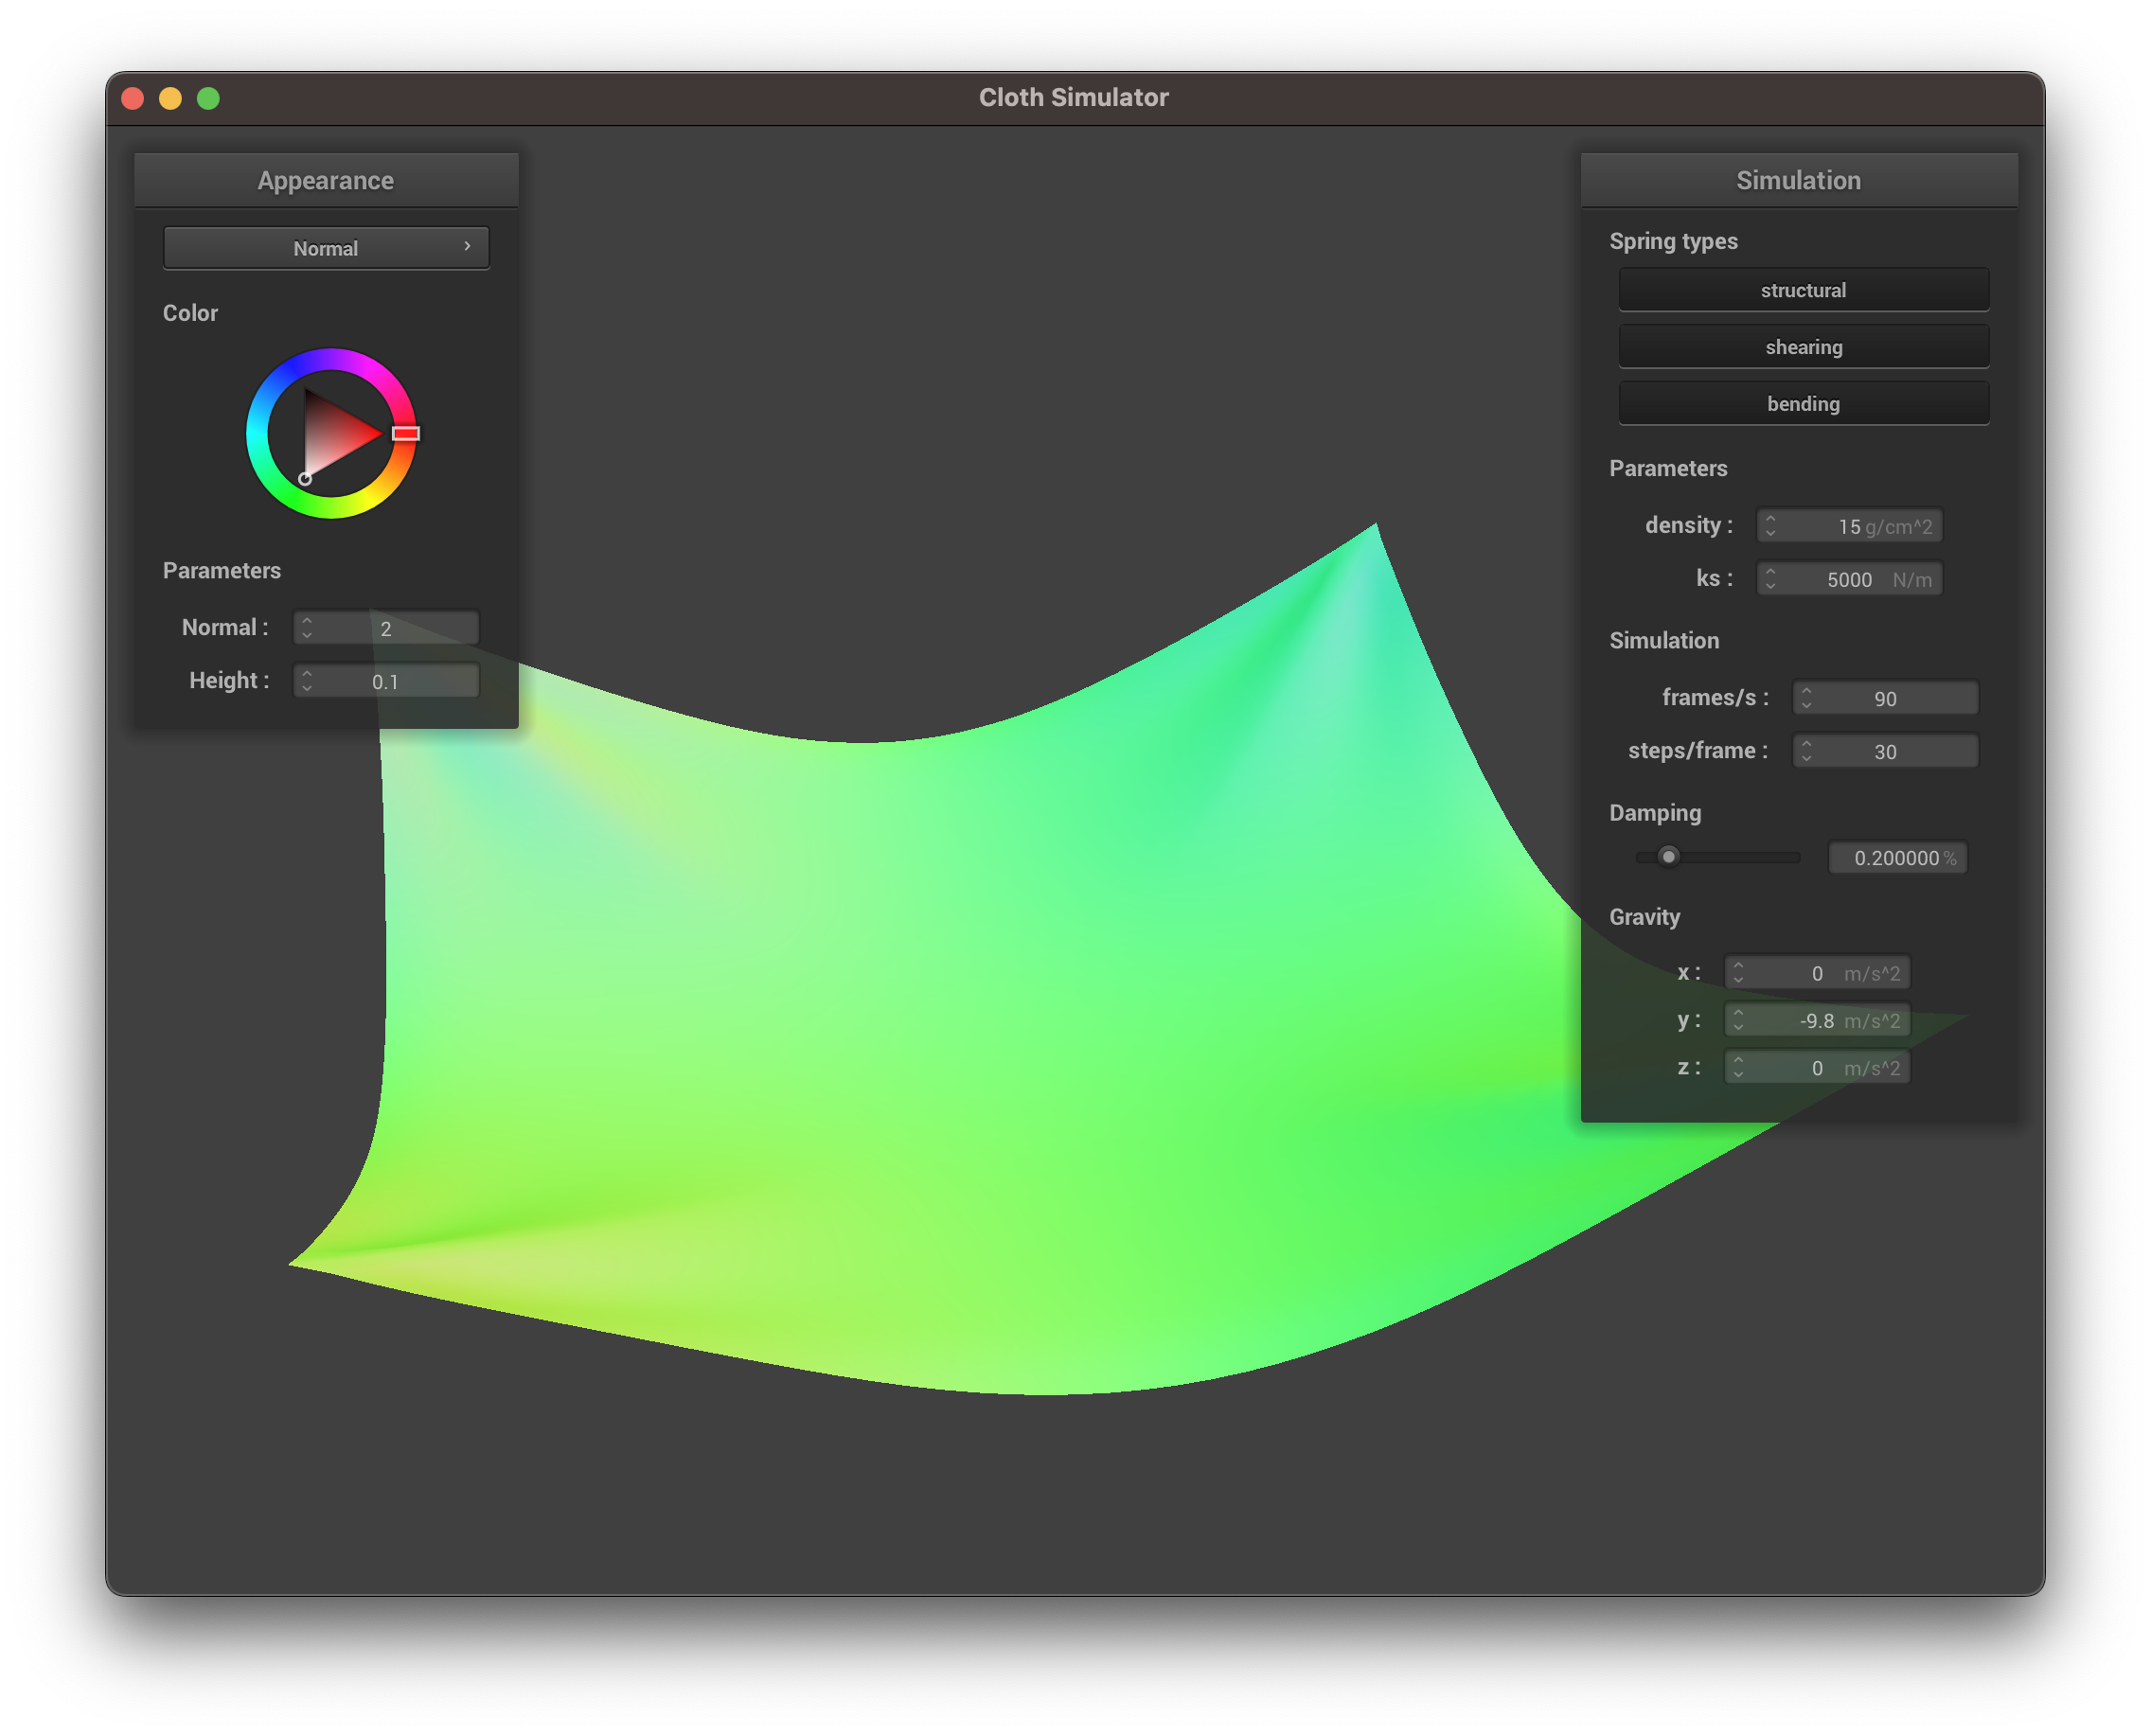 Cloth Simulator
Appearance
Normal
Color
Parameters
Normal : 2
Height : 0.1
Simulation
Spring types
structural
shearing
bending
Parameters
density : 15 g/cm^2
ks : 5000 N/m
Simulation
frames/s : 90
steps/frame : 30
Damping
0.200000 %
Gravity
x : 0 m/s^2
y : -9.8 m/s^2
z : 0 m/s^2